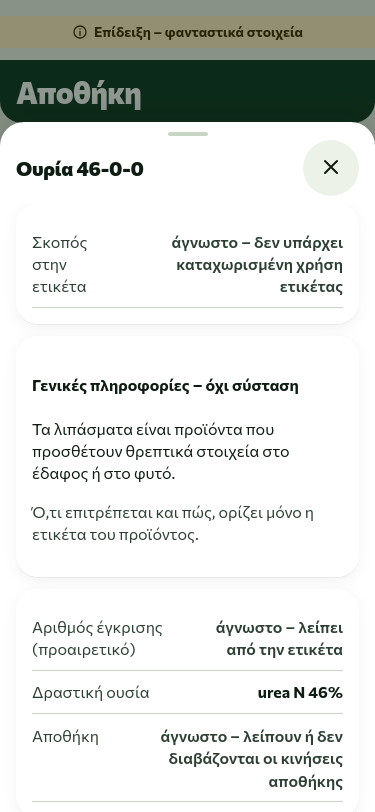 Επίδειξη – φανταστικά στοιχεία
Αποθήκη
Ουρία 46-0-0
Σκοπός στην ετικέτα
άγνωστο – δεν υπάρχει καταχωρισμένη χρήση ετικέτας
Γενικές πληροφορίες – όχι σύσταση
Τα λιπάσματα είναι προϊόντα που
προσθέτουν θρεπτικά στοιχεία στο
έδαφος ή στο φυτό.
Ό,τι επιτρέπεται και πώς, ορίζει μόνο η
ετικέτα του προϊόντος.
Αριθμός έγκρισης (προαιρετικό)
άγνωστο – λείπει από την ετικέτα
Δραστική ουσία
urea N 46%
Αποθήκη
άγνωστο – λείπουν ή δεν διαβάζονται οι κινήσεις αποθήκης